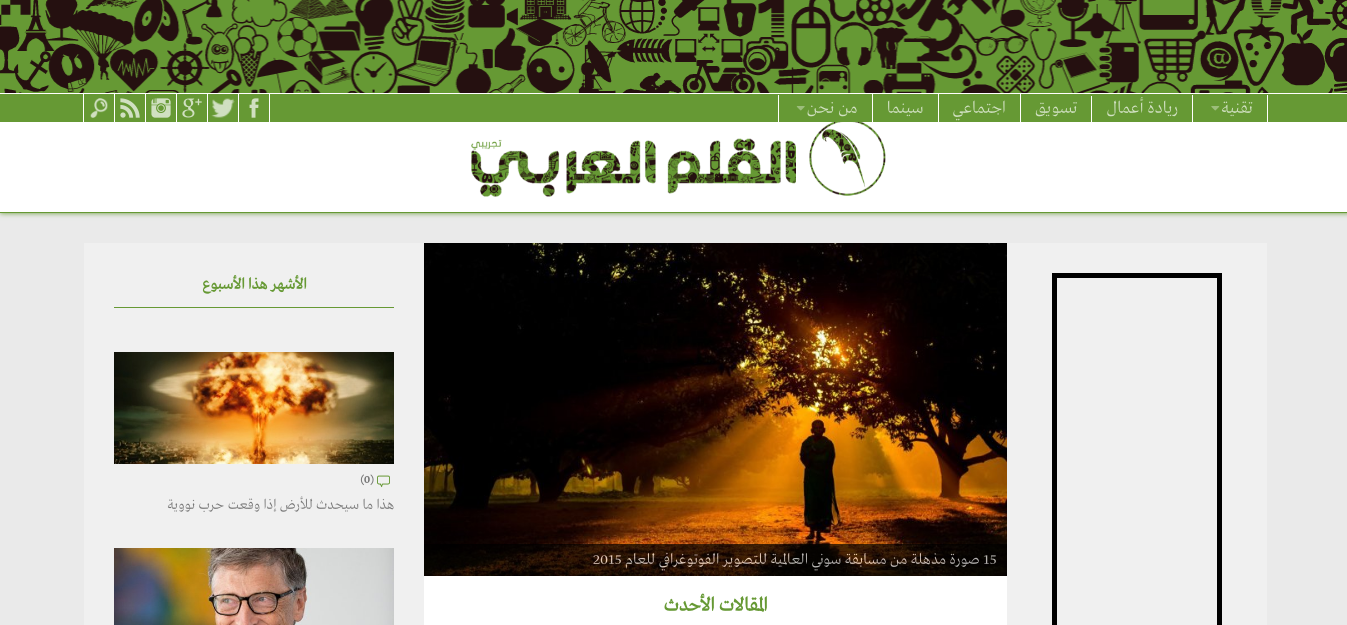 تقنية
ريادة أعمال
تسويق
اجتماعي
سينما
من نحن
القلم العربي
تجريبي
15 صورة مذهلة من مسابقة سوني العالمية للتصوير الفوتوغرافي للعام 2015
المقالات الأحدث
الأشهر هذا الأسبوع
(0)
هذا ما سيحدث للأرض إذا وقعت حرب نووية